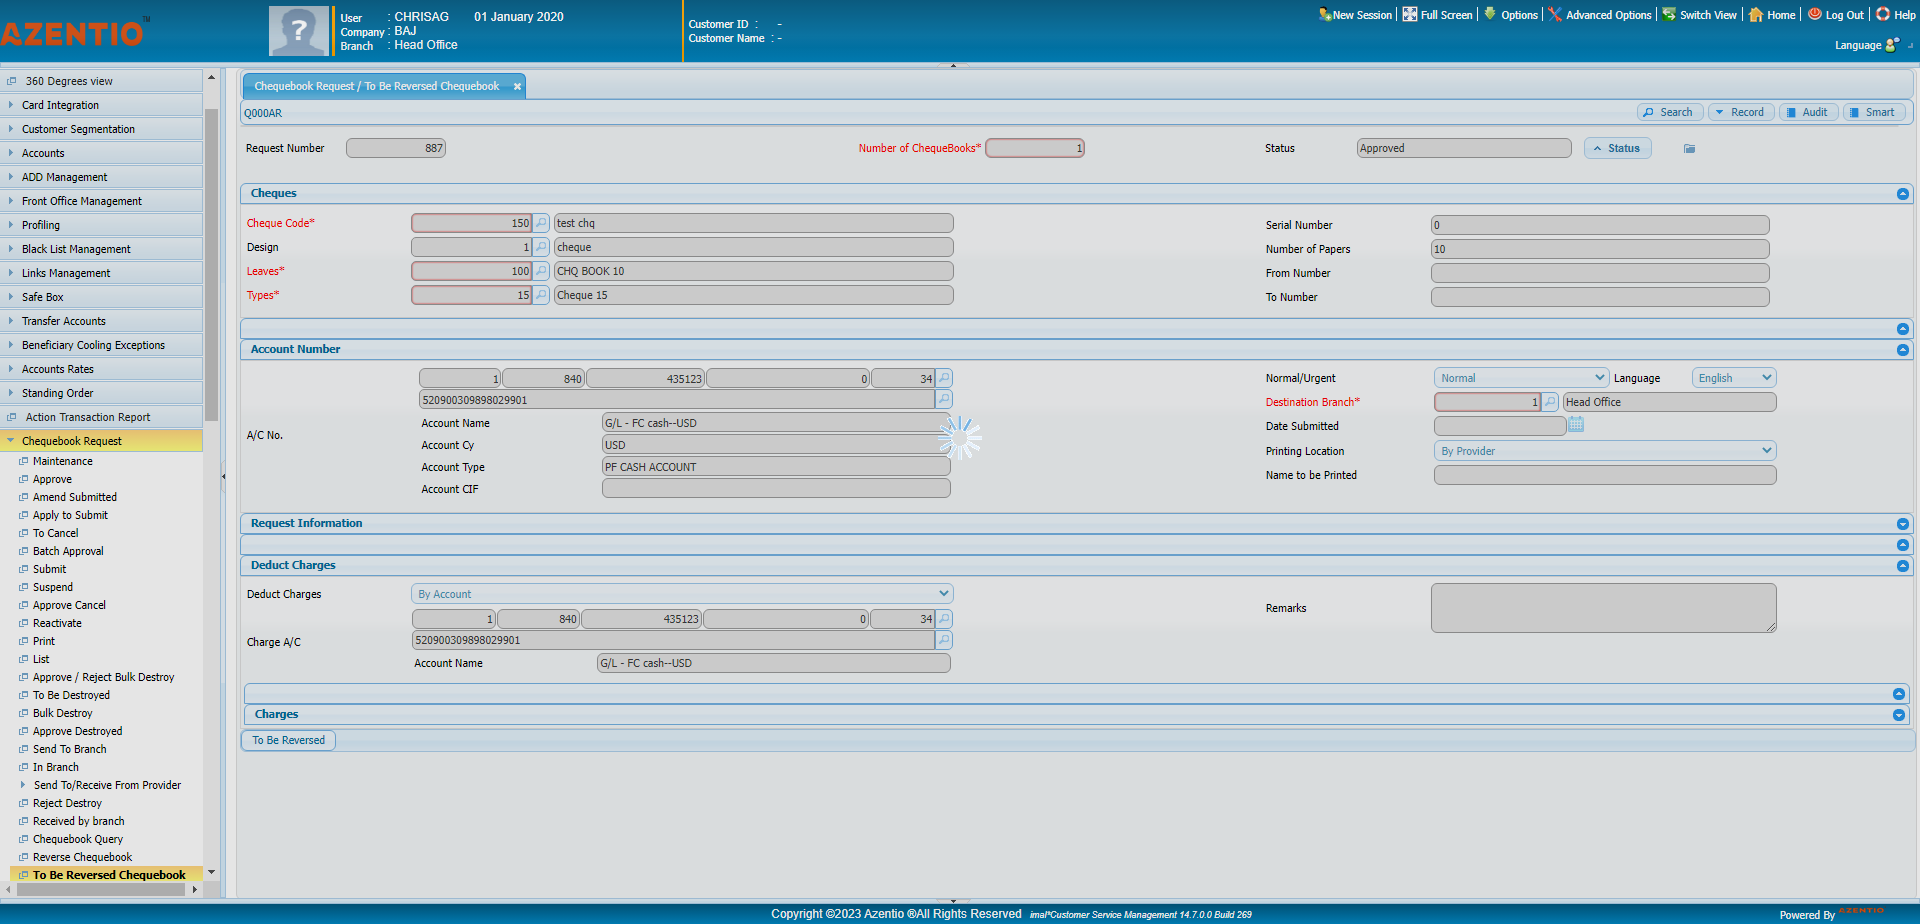 AZENTIO™
User : CHRISAG 01 January 2020
Company : BAJ
Branch : Head Office
Customer ID : -
Customer Name : -
New Session Full Screen Options Advanced Options Switch View Home Log Out Help
Language
360 Degrees view
Card Integration
Customer Segmentation
Accounts
ADD Management
Front Office Management
Profiling
Black List Management
Links Management
Safe Box
Transfer Accounts
Beneficiary Cooling Exceptions
Accounts Rates
Standing Order
Action Transaction Report
Chequebook Request
Maintenance
Approve
Amend Submitted
Apply to Submit
To Cancel
Batch Approval
Submit
Suspend
Approve Cancel
Reactivate
Print
List
Approve / Reject Bulk Destroy
To Be Destroyed
Bulk Destroy
Approve Destroyed
Send To Branch
In Branch
Send To/Receive From Provider
Reject Destroy
Received by branch
Chequebook Query
Reverse Chequebook
To Be Reversed Chequebook
Chequebook Request / To Be Reversed Chequebook
Q000AR
Search Record Audit Smart
Request Number 887 Number of ChequeBooks* 1 Status Approved Status
Cheques
Cheque Code* 150 test chq
Design 1 cheque
Leaves* 100 CHQ BOOK 10
Types* 15 Cheque 15
Serial Number 0
Number of Papers 10
From Number
To Number
Account Number
A/C No.
1 840 435123 0 34
520900309898029901
Account Name G/L - FC cash--USD
Account Cy USD
Account Type PF CASH ACCOUNT
Account CIF
Normal/Urgent Normal Language English
Destination Branch* 1 Head Office
Date Submitted
Printing Location By Provider
Name to be Printed
Request Information
Deduct Charges
Deduct Charges By Account
Charge A/C
1 840 435123 0 34
520900309898029901
Account Name G/L - FC cash--USD
Remarks
Charges
To Be Reversed
Copyright ©2023 Azentio ®All Rights Reserved imal*Customer Service Management 14.7.0.0 Build 269
Powered By AZENTIO